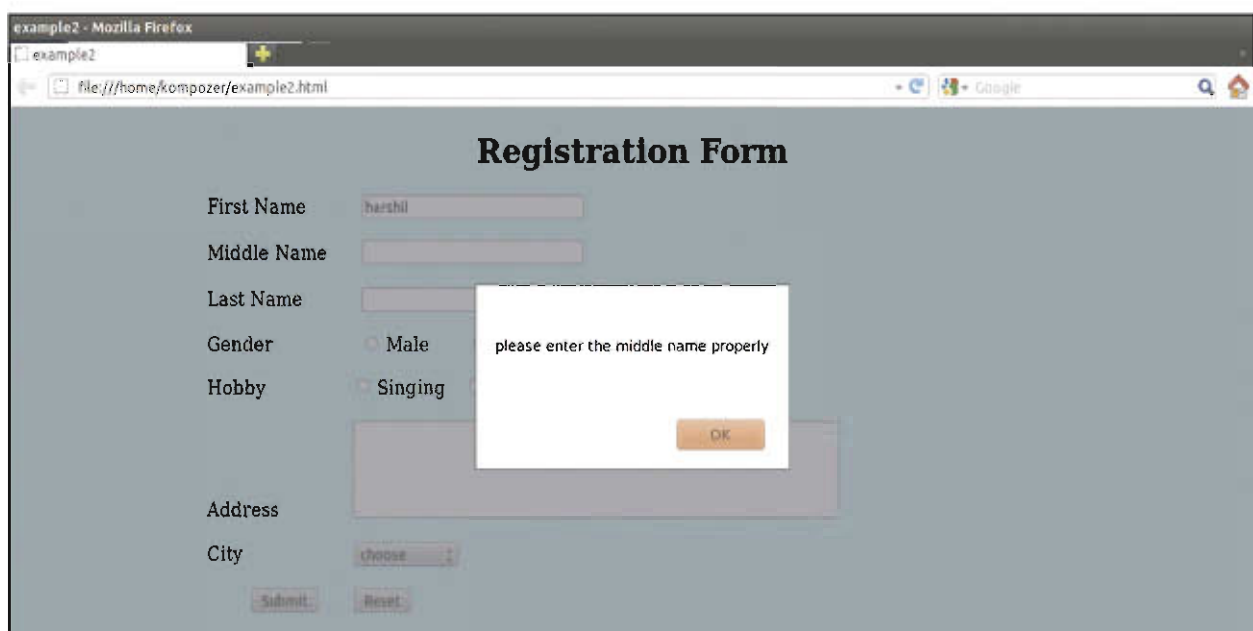 example2 - Mozilla Firefox
example2
file:///home/kompozer/example2.html
Google
Registration Form
First Name
harshil
Middle Name
Last Name
Gender
Male
Hobby
Singing
please enter the middle name properly
OK
Address
City
choose
Submit
Reset